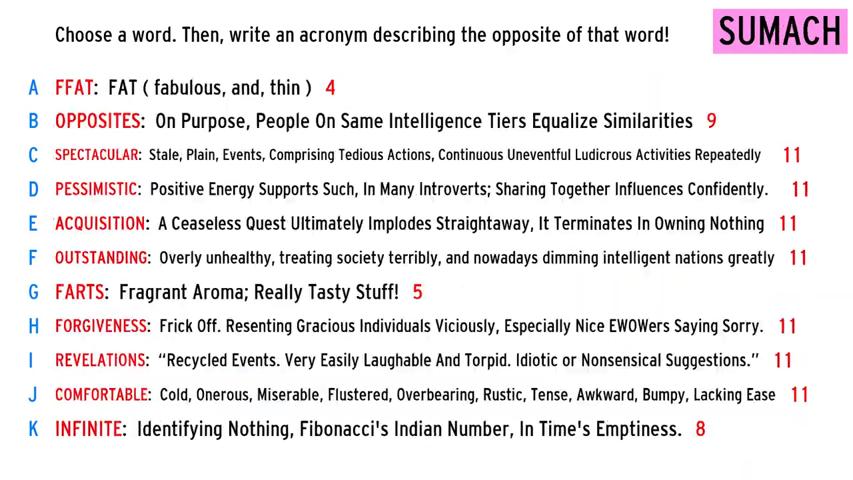 Choose a word. Then, write an acronym describing the opposite of that word!
SUMACH
A FFAT: FAT ( fabulous, and, thin ) 4
B OPPOSITES: On Purpose, People On Same Intelligence Tiers Equalize Similarities 9
C SPECTACULAR: Stale, Plain, Events, Comprising Tedious Actions, Continuous Uneventful Ludicrous Activities Repeatedly 11
D PESSIMISTIC: Positive Energy Supports Such, In Many Introverts; Sharing Together Influences Confidently. 11
E ACQUISITION: A Ceaseless Quest Ultimately Implodes Straightaway, It Terminates In Owning Nothing 11
F OUTSTANDING: Overly unhealthy, treating society terribly, and nowadays dimming intelligent nations greatly 11
G FARTS: Fragrant Aroma; Really Tasty Stuff! 5
H FORGIVENESS: Frick Off. Resenting Gracious Individuals Viciously, Especially Nice EWOWers Saying Sorry. 11
I REVELATIONS: “Recycled Events. Very Easily Laughable And Torpid. Idiotic or Nonsensical Suggestions.” 11
J COMFORTABLE: Cold, Onerous, Miserable, Flustered, Overbearing, Rustic, Tense, Awkward, Bumpy, Lacking Ease 11
K INFINITE: Identifying Nothing, Fibonacci's Indian Number, In Time's Emptiness. 8